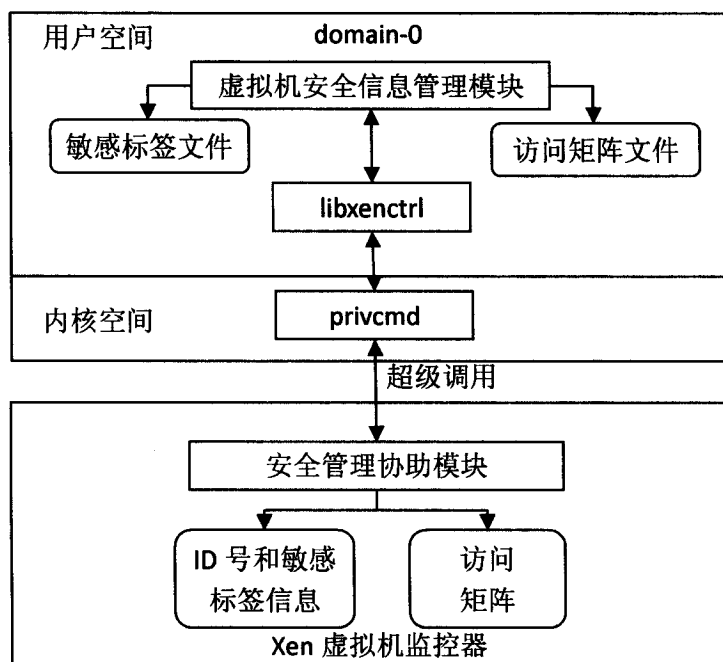 用户空间
domain-0
虚拟机安全信息管理模块
敏感标签文件
访问矩阵文件
libxenctrl
内核空间
privcmd
超级调用
安全管理协助模块
ID 号和敏感
标签信息
访问
矩阵
Xen 虚拟机监控器